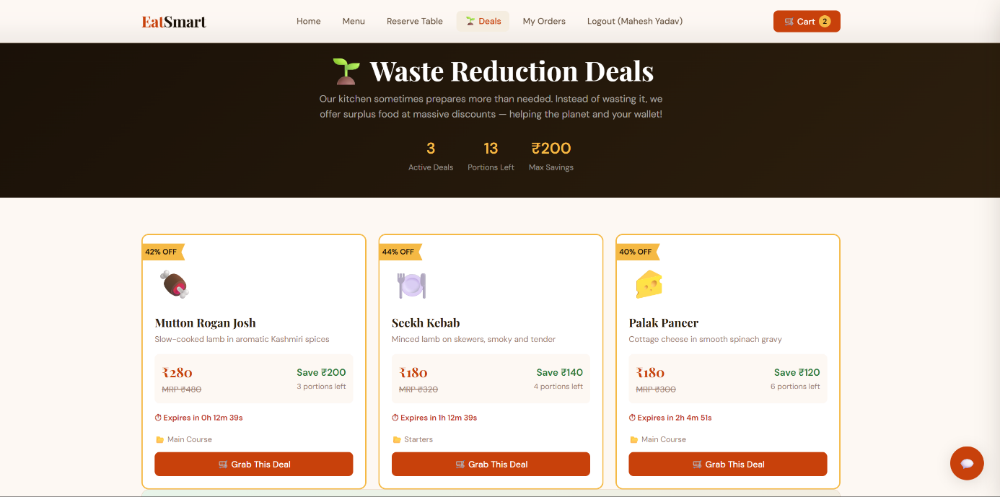 EatSmart
Home Menu Reserve Table Deals My Orders Logout (Mahesh Yadav) Cart 2
Waste Reduction Deals
Our kitchen sometimes prepares more than needed. Instead of wasting it, we
offer surplus food at massive discounts — helping the planet and your wallet!
3 13 ₹200
Active Deals Portions Left Max Savings
42% OFF
Mutton Rogan Josh
Slow-cooked lamb in aromatic Kashmiri spices
₹280 Save ₹200
MRP ₹480 3 portions left
Expires in 0h 12m 39s
Main Course
Grab This Deal
44% OFF
Seekh Kebab
Minced lamb on skewers, smoky and tender
₹180 Save ₹140
MRP ₹320 4 portions left
Expires in 1h 12m 39s
Starters
Grab This Deal
40% OFF
Palak Paneer
Cottage cheese in smooth spinach gravy
₹180 Save ₹120
MRP ₹300 6 portions left
Expires in 2h 4m 51s
Main Course
Grab This Deal